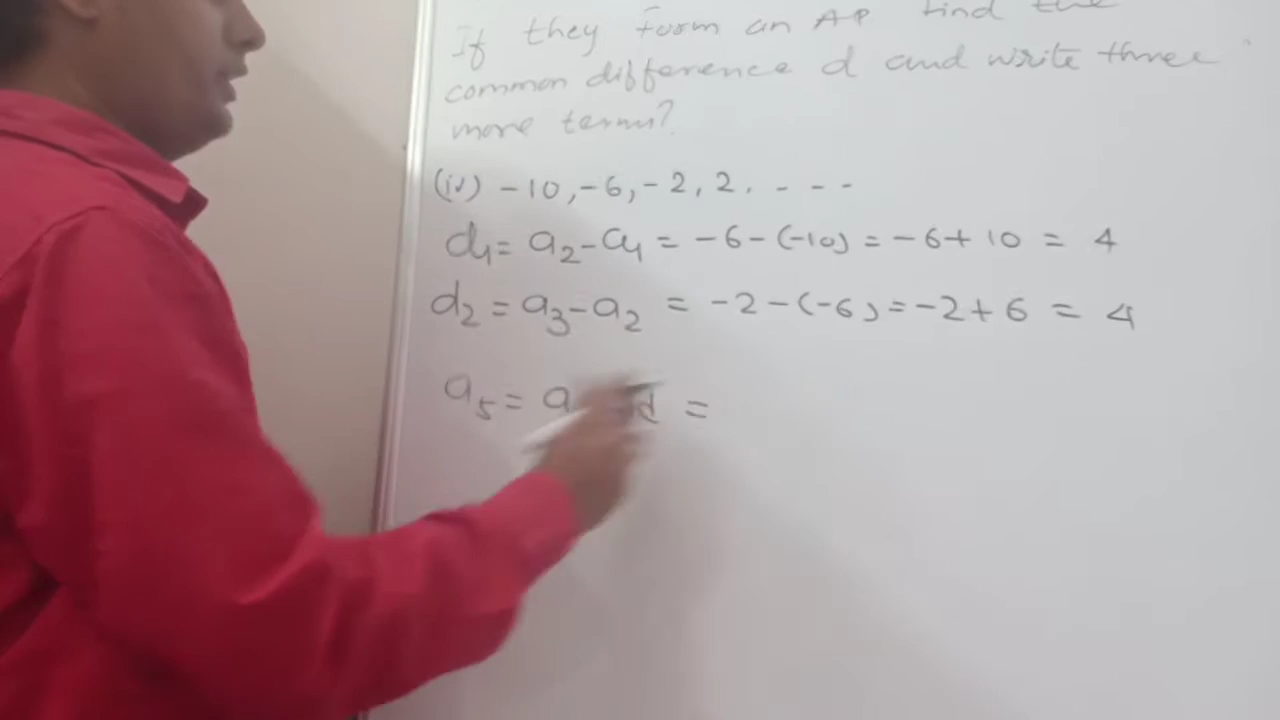 If they form an AP find the
common difference d and write three
more terms?
(iv) -10, -6, -2, 2. - - -
d1 = a2 - a1 = -6 - (-10) = -6 + 10 = 4
d2 = a3 - a2 = -2 - (-6) = -2 + 6 = 4
a5 = a d =